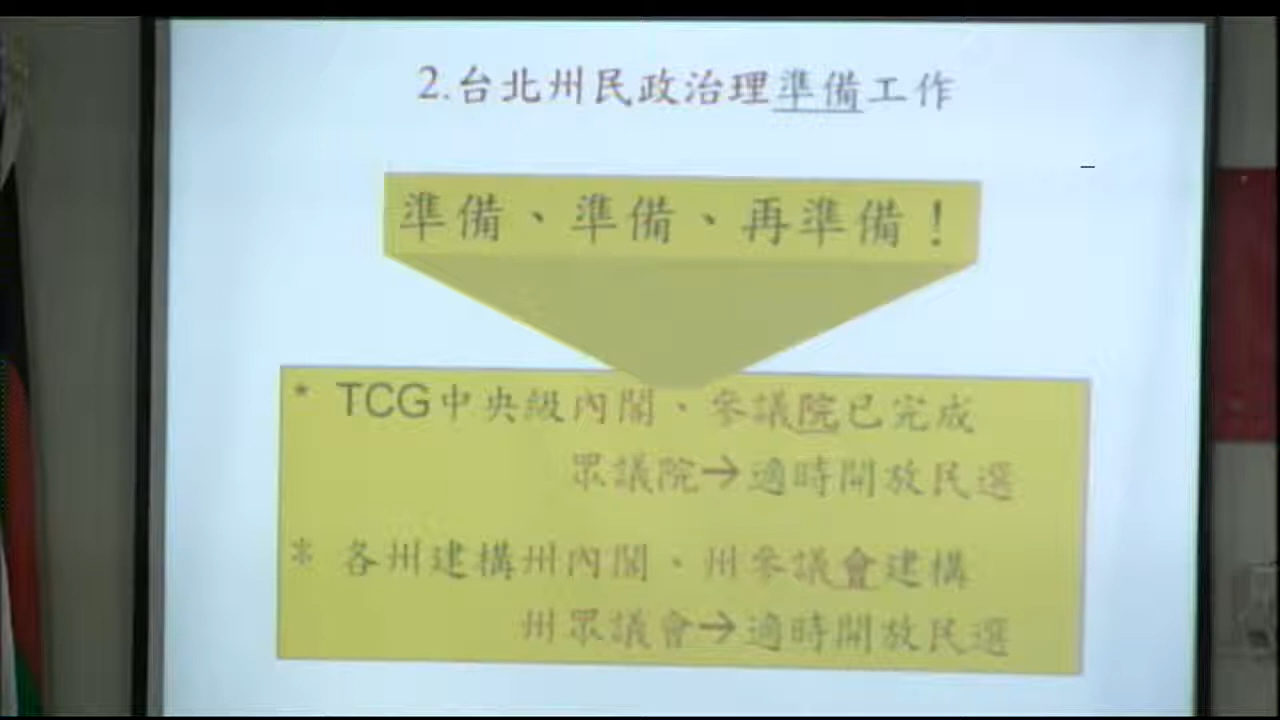 2.台北州民政治理準備工作
準備、準備、再準備！
* TCG中央級內閣、參議院已完成
眾議院→適時開放民選
* 各州建構州內閣、州參議會建構
州眾議會→適時開放民選